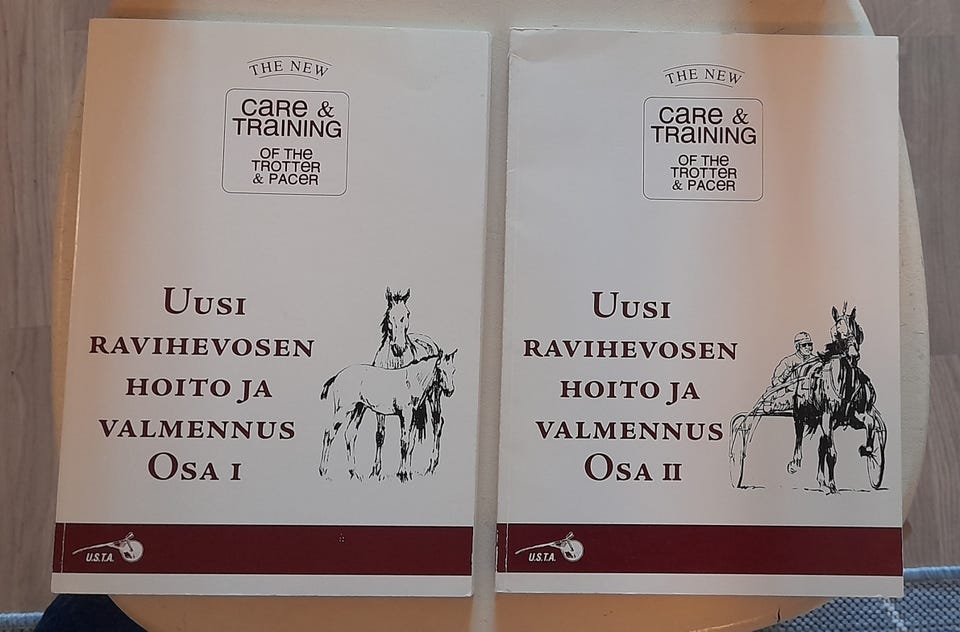 THE NEW
CARE &
TRAINING
OF THE
TROTTER
& PACER
UUSI
RAVIHEVOSEN
HOITO JA
VALMENNUS
OSA I
U.S.T.A.
THE NEW
CARE &
TRAINING
OF THE
TROTTER
& PACER
UUSI
RAVIHEVOSEN
HOITO JA
VALMENNUS
OSA II
U.S.T.A.